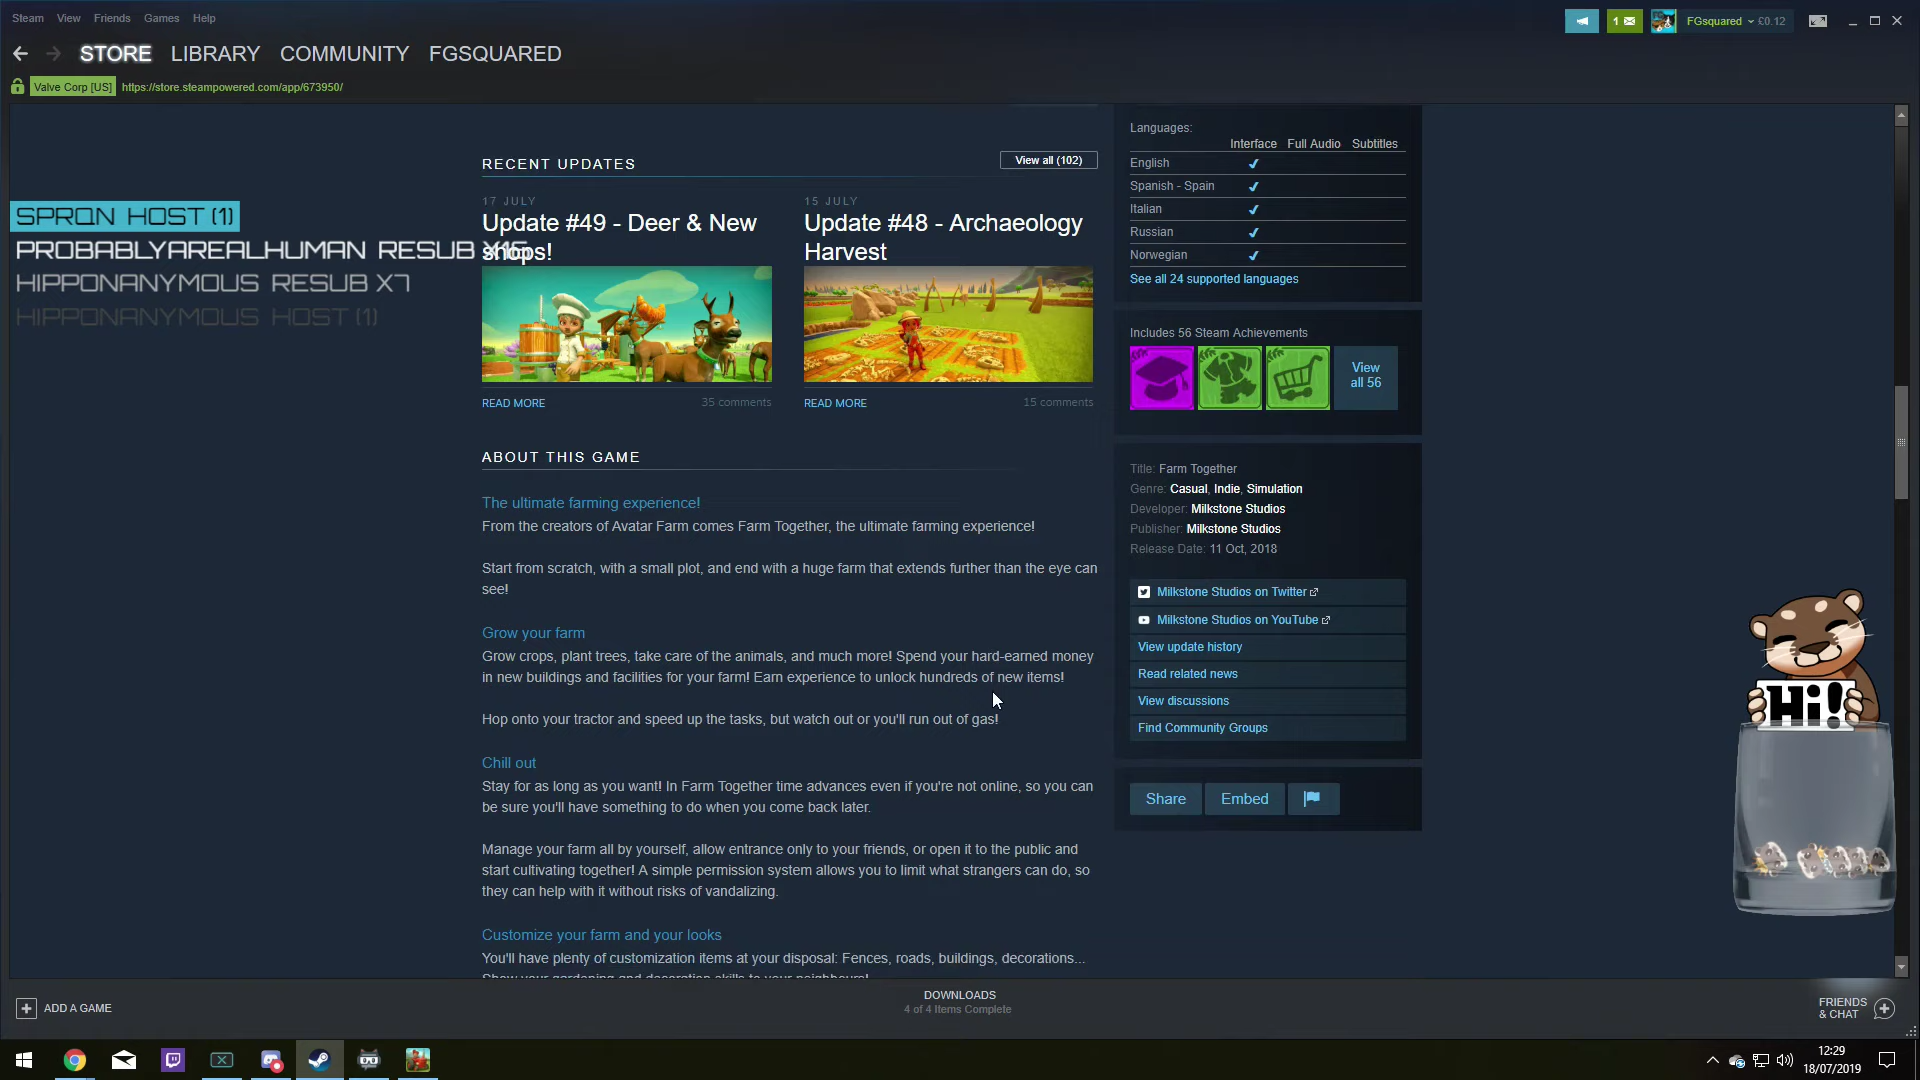 Steam View Friends Games Help
1
FGsquared £0.12
STORE LIBRARY COMMUNITY FGSQUARED
Valve Corp [US] https://store.steampowered.com/app/673950/
SPRQN HOST (1)
PROBABLYAREALHUMAN RESUB X15
HIPPONANYMOUS RESUB X7
HIPPONANYMOUS HOST (1)
RECENT UPDATES
View all (102)
17 JULY
Update #49 - Deer & New
shops!
READ MORE
35 comments
15 JULY
Update #48 - Archaeology
Harvest
READ MORE
15 comments
ABOUT THIS GAME
The ultimate farming experience!
From the creators of Avatar Farm comes Farm Together, the ultimate farming experience!
Start from scratch, with a small plot, and end with a huge farm that extends further than the eye can
see!
Grow your farm
Grow crops, plant trees, take care of the animals, and much more! Spend your hard-earned money
in new buildings and facilities for your farm! Earn experience to unlock hundreds of new items!
Hop onto your tractor and speed up the tasks, but watch out or you'll run out of gas!
Chill out
Stay for as long as you want! In Farm Together time advances even if you're not online, so you can
be sure you'll have something to do when you come back later.
Manage your farm all by yourself, allow entrance only to your friends, or open it to the public and
start cultivating together! A simple permission system allows you to limit what strangers can do, so
they can help with it without risks of vandalizing.
Customize your farm and your looks
You'll have plenty of customization items at your disposal: Fences, roads, buildings, decorations...
Show your gardening and decoration skills to your neighbours!
Languages:
Interface Full Audio Subtitles
English
Spanish - Spain
Italian
Russian
Norwegian
See all 24 supported languages
Includes 56 Steam Achievements
View
all 56
Title: Farm Together
Genre: Casual, Indie, Simulation
Developer: Milkstone Studios
Publisher: Milkstone Studios
Release Date: 11 Oct, 2018
Milkstone Studios on Twitter
Milkstone Studios on YouTube
View update history
Read related news
View discussions
Find Community Groups
Share Embed
Hi!
ADD A GAME
DOWNLOADS
4 of 4 Items Complete
FRIENDS
& CHAT
12:29
18/07/2019